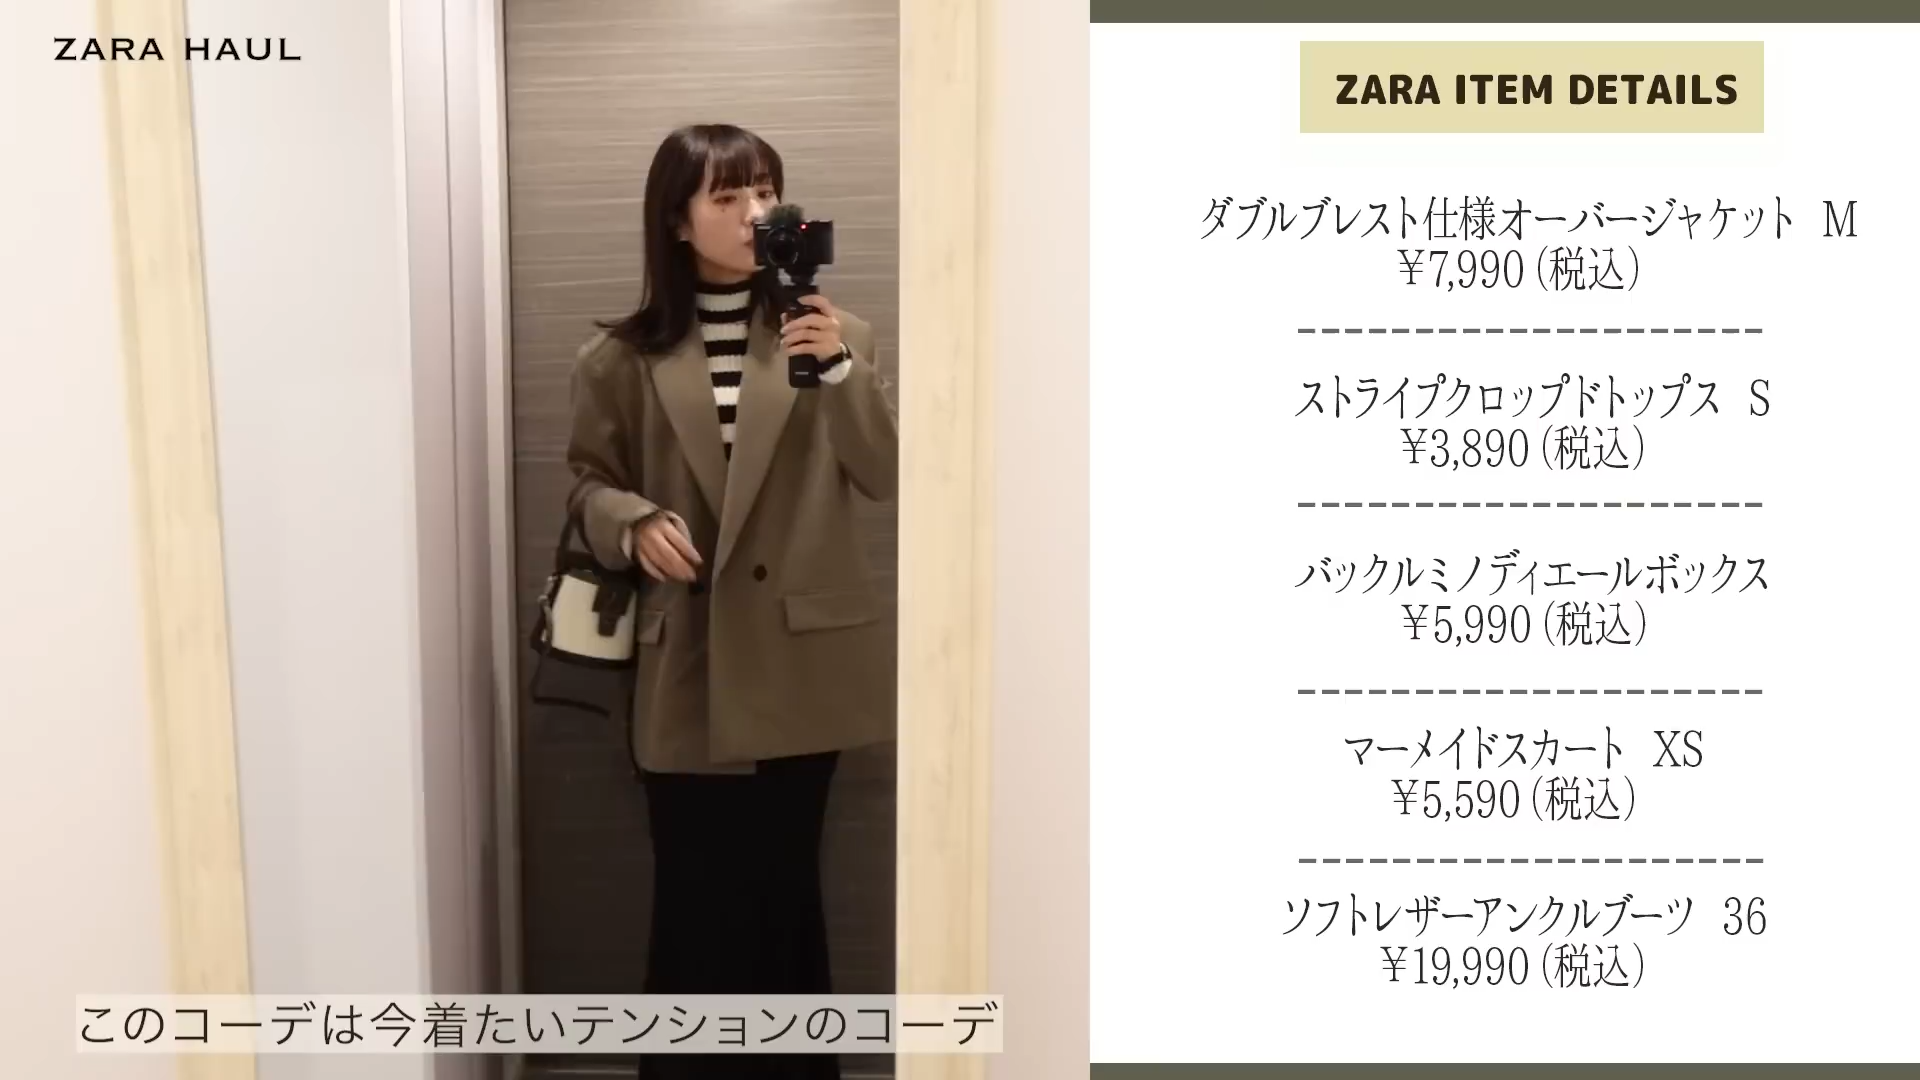 ZARA HAUL
ZARA ITEM DETAILS
ダブルブレスト仕様オーバージャケット M
￥7,990 (税込)
ストライプクロップドトップス S
￥3,890 (税込)
バックルミノディエールボックス
￥5,990 (税込)
マーメイドスカート XS
￥5,590 (税込)
ソフトレザーアンクルブーツ 36
￥19,990 (税込)
このコーデは今着たいテンションのコーデ